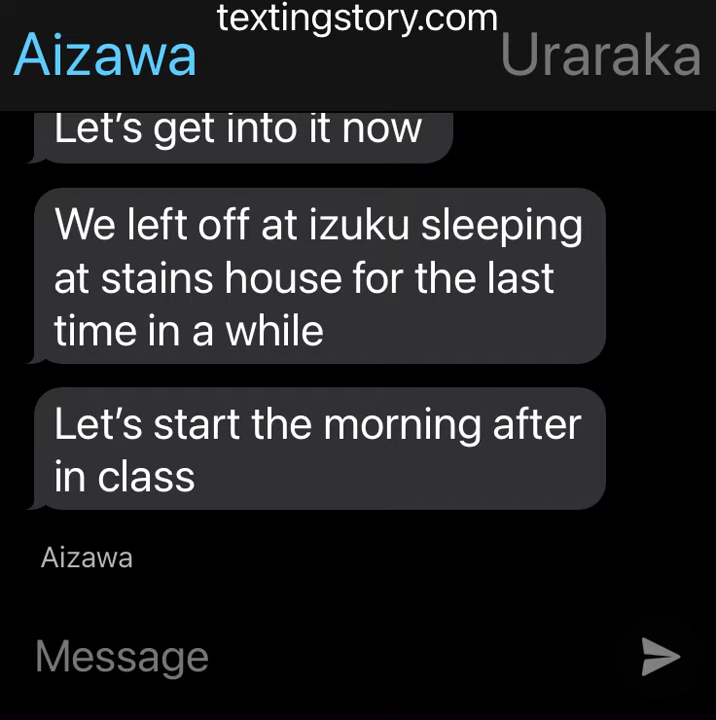 textingstory.com
Aizawa Uraraka
Let's get into it now
We left off at izuku sleeping
at stains house for the last
time in a while
Let's start the morning after
in class
Aizawa
Message